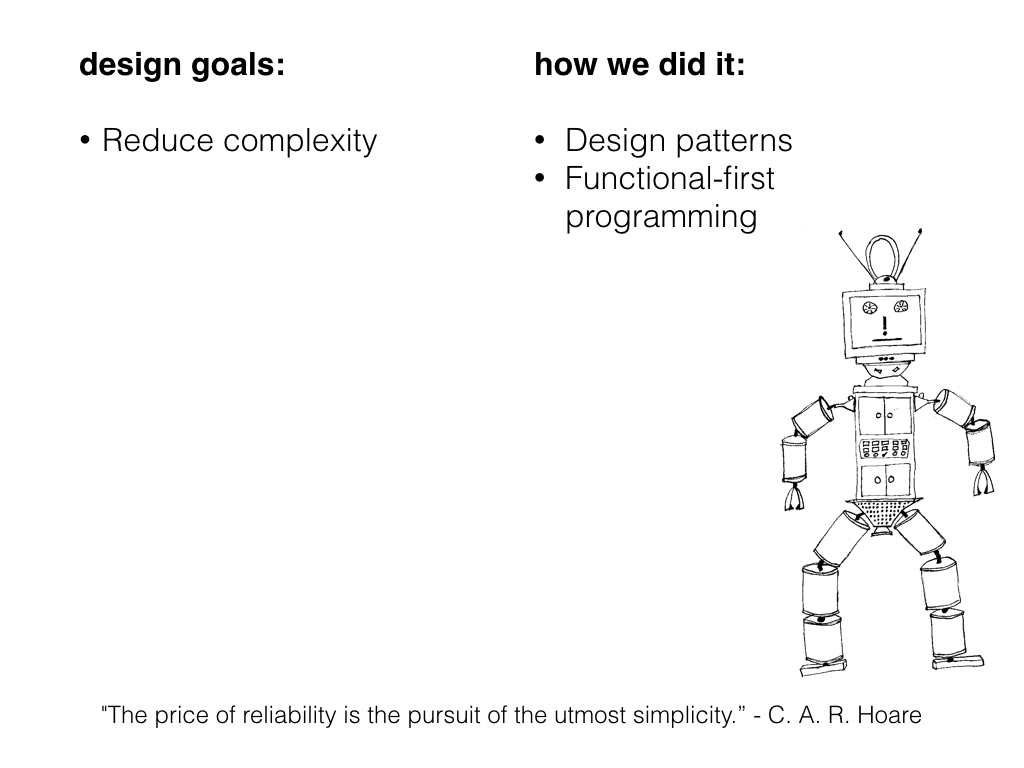 design goals:
• Reduce complexity
how we did it:
• Design patterns
• Functional-first
programming
"The price of reliability is the pursuit of the utmost simplicity.” - C. A. R. Hoare